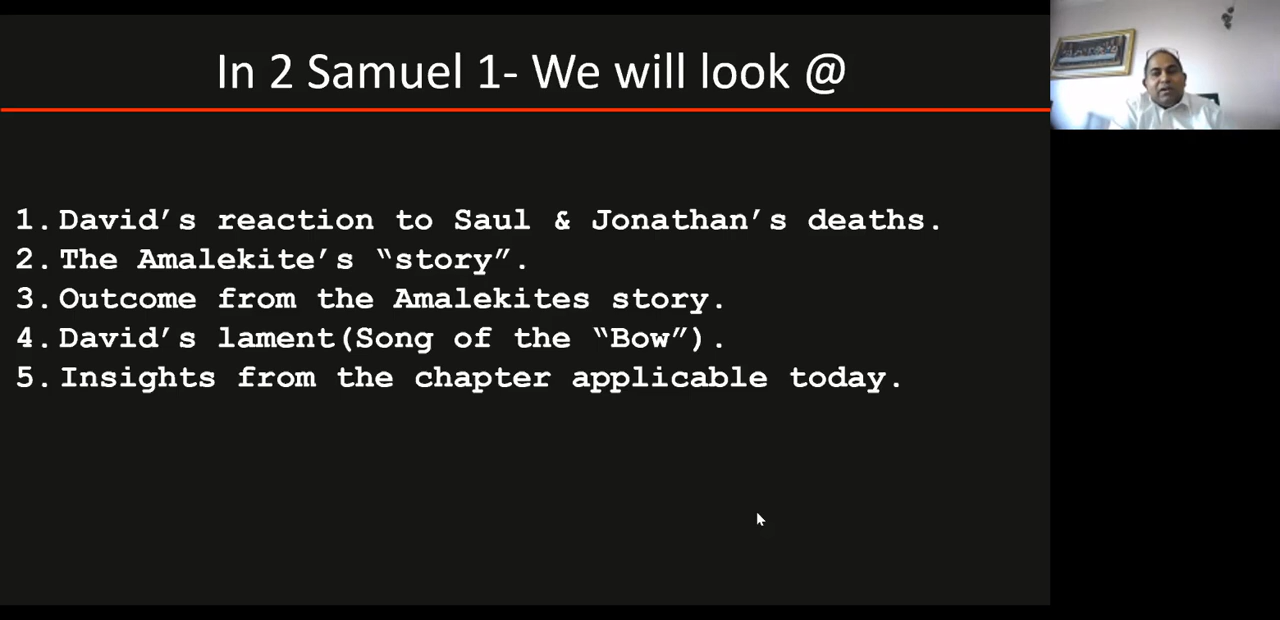 In 2 Samuel 1- We will look @
1. David’s reaction to Saul & Jonathan’s deaths.
2. The Amalekite’s “story”.
3. Outcome from the Amalekites story.
4. David’s lament(Song of the “Bow”).
5. Insights from the chapter applicable today.